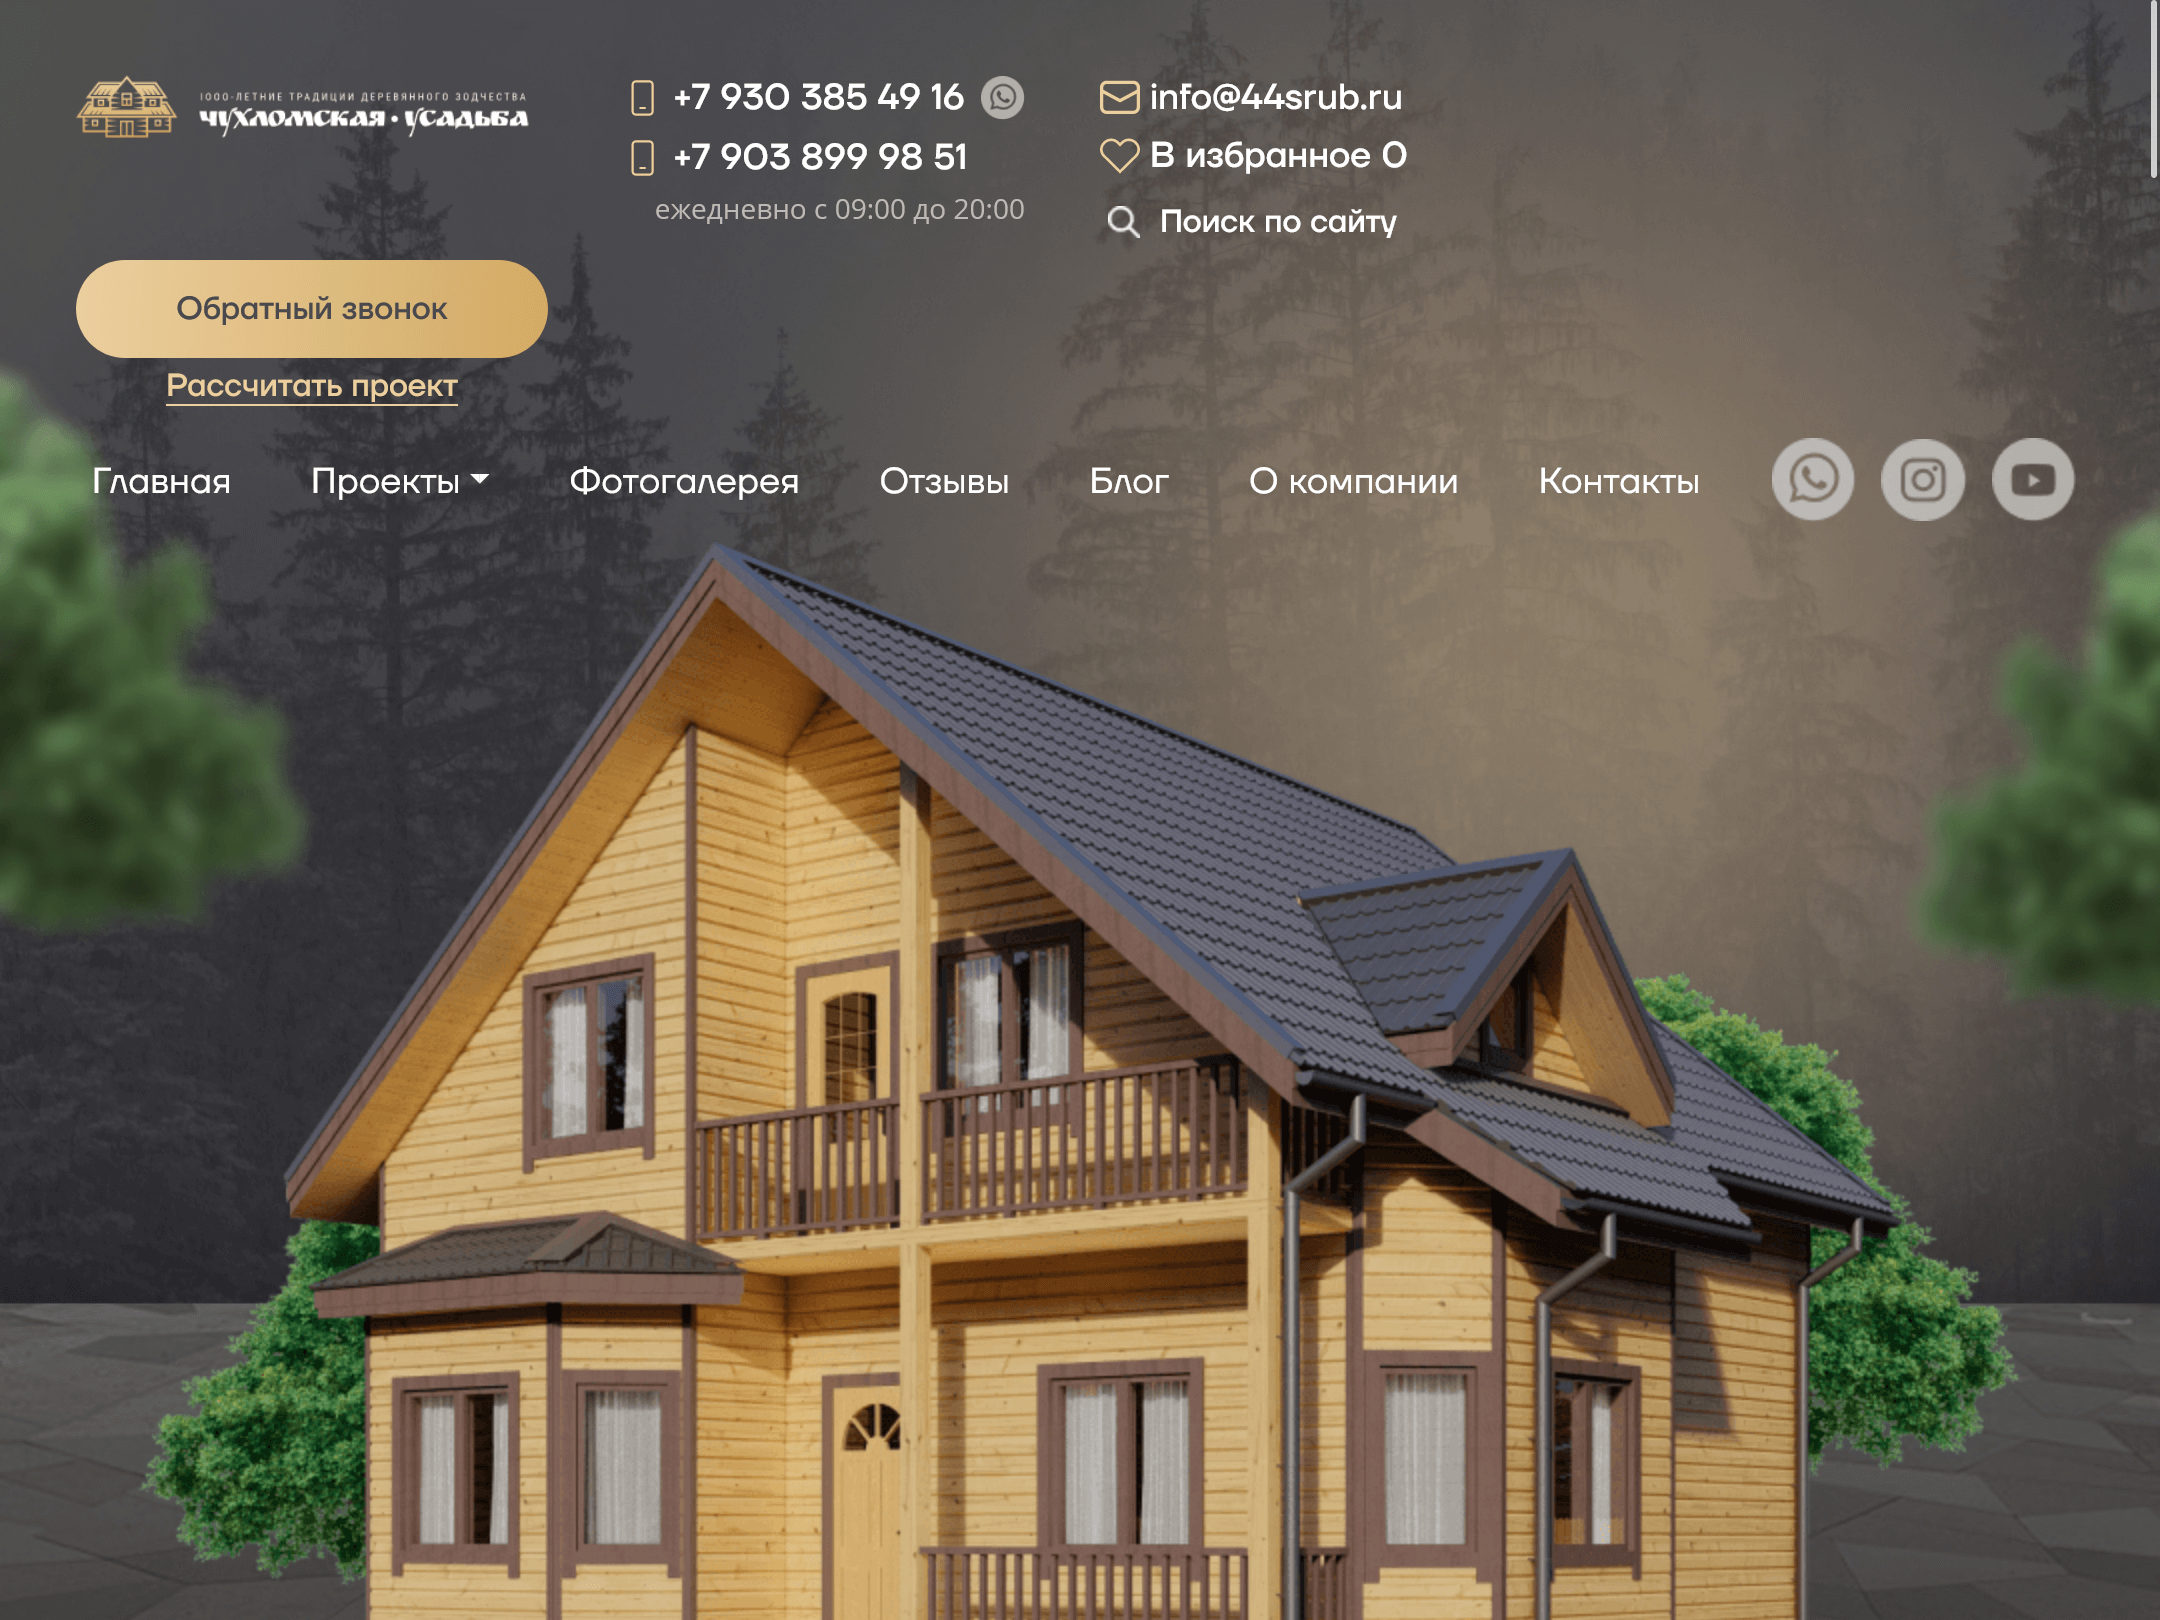 1000-ЛЕТНИЕ ТРАДИЦИИ ДЕРЕВЯННОГО ЗОДЧЕСТВА
ЧУХЛОМСКАЯ • УСАДЬБА
+7 930 385 49 16
+7 903 899 98 51
ежедневно с 09:00 до 20:00
info@44srub.ru
В избранное 0
Поиск по сайту
Обратный звонок
Рассчитать проект
Главная
Проекты
Фотогалерея
Отзывы
Блог
О компании
Контакты